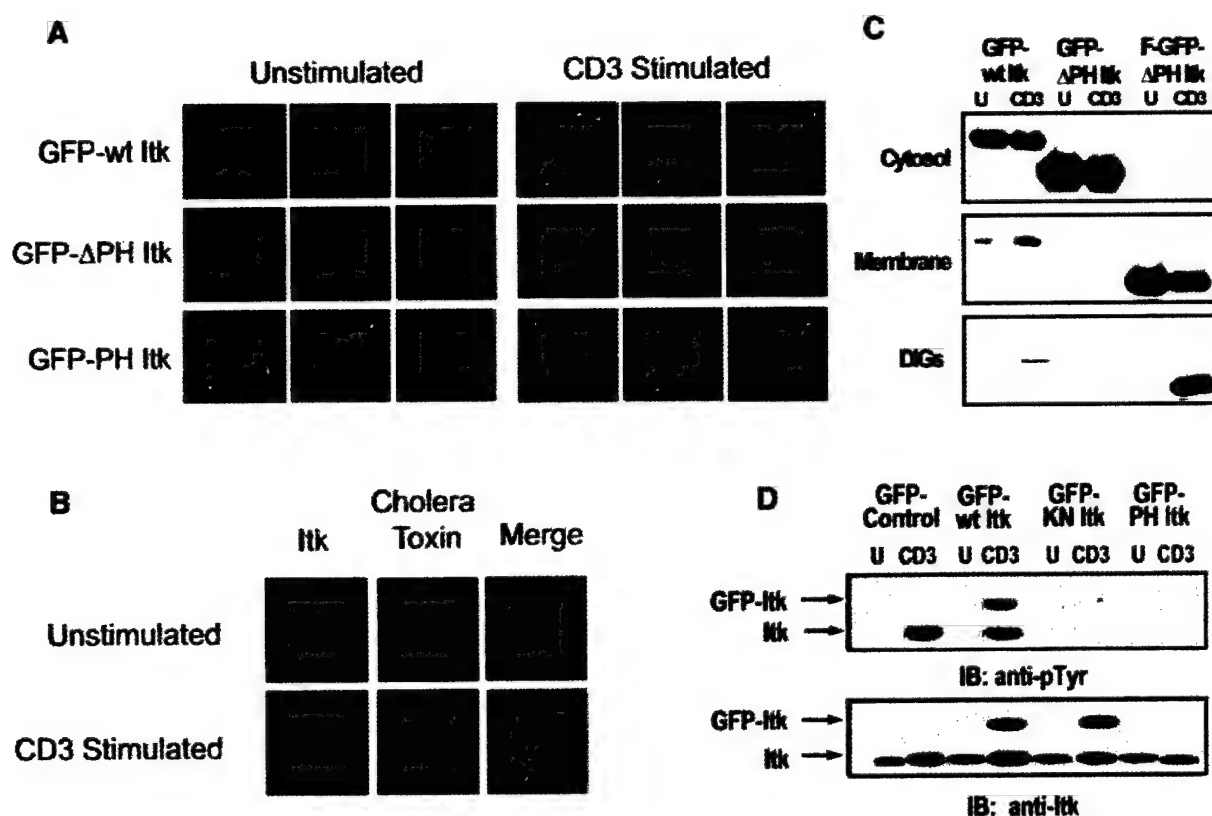 A
Unstimulated CD3 Stimulated
GFP-wt Itk
GFP-ΔPH Itk
GFP-PH Itk
B
Itk Cholera Toxin Merge
Unstimulated
CD3 Stimulated
C
GFP- GFP- F-GFP-
wt Itk ΔPH Itk ΔPH Itk
U CD3 U CD3 U CD3
Cytosol
Membrane
DIGs
D
GFP- GFP- GFP- GFP-
Control wt Itk KN Itk PH Itk
U CD3 U CD3 U CD3 U CD3
GFP-Itk
Itk
IB: anti-pTyr
GFP-Itk
Itk
IB: anti-Itk